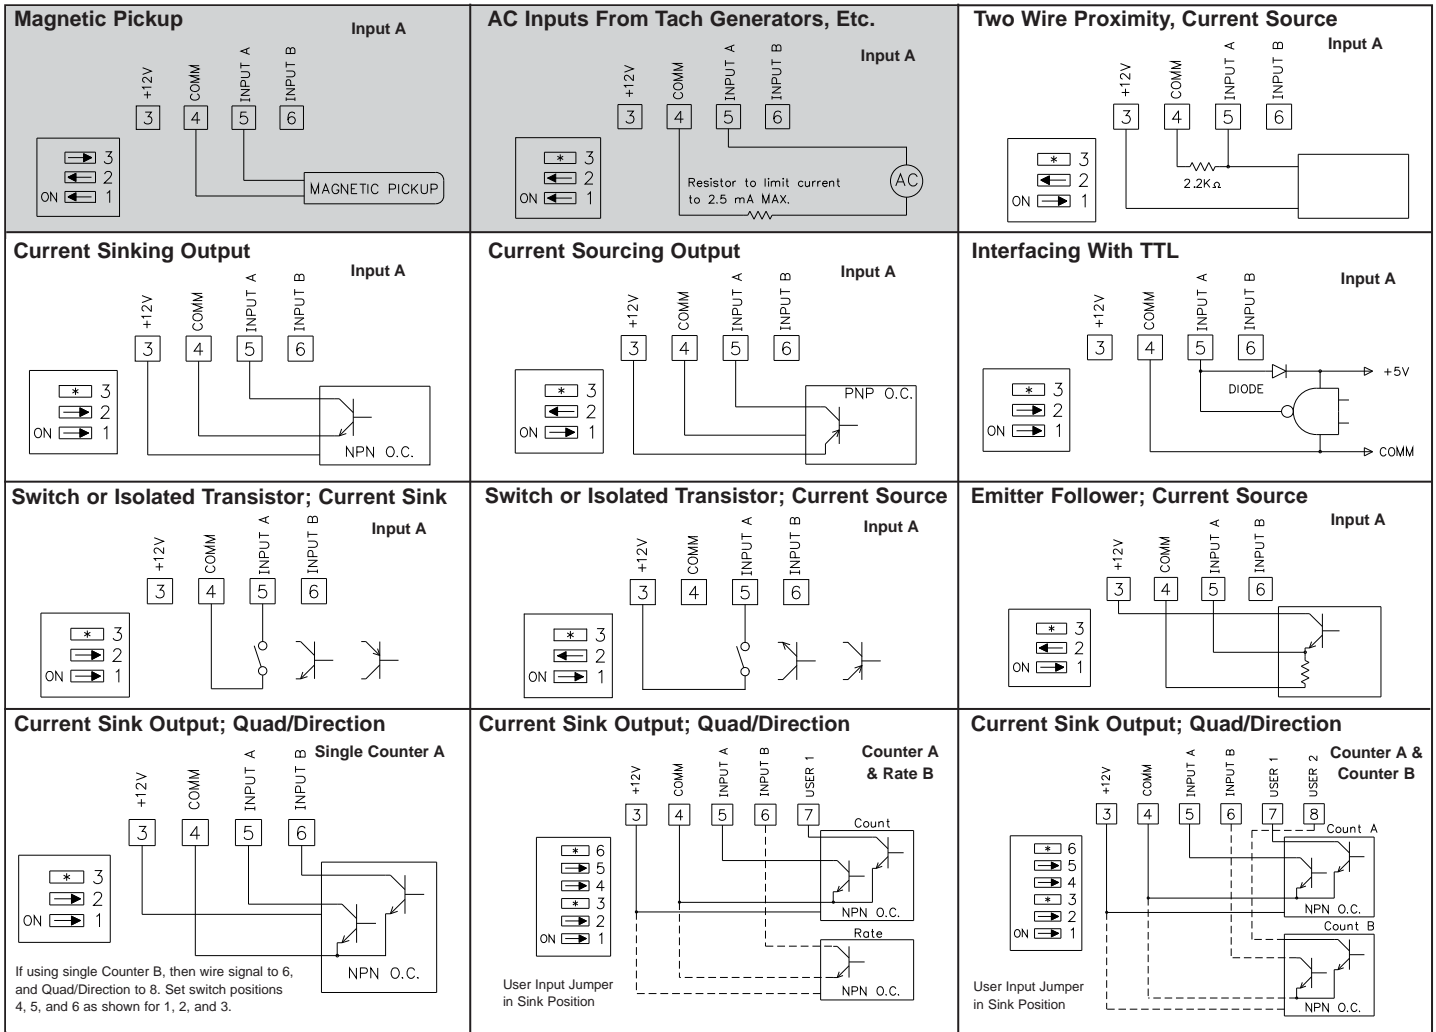 Magnetic Pickup
Input A
+12V
COMM
INPUT A
INPUT B
3
4
5
6
3
2
ON 1
MAGNETIC PICKUP
AC Inputs From Tach Generators, Etc.
Input A
+12V
COMM
INPUT A
INPUT B
3
4
5
6
* 3
2
ON 1
Resistor to limit current
to 2.5 mA MAX.
AC
Two Wire Proximity, Current Source
Input A
+12V
COMM
INPUT A
INPUT B
3
4
5
6
* 3
2
ON 1
2.2KΩ
Current Sinking Output
Input A
+12V
COMM
INPUT A
INPUT B
3
4
5
6
* 3
2
ON 1
NPN O.C.
Current Sourcing Output
Input A
+12V
COMM
INPUT A
INPUT B
3
4
5
6
* 3
2
ON 1
PNP O.C.
Interfacing With TTL
Input A
+12V
COMM
INPUT A
INPUT B
3
4
5
6
* 3
2
ON 1
DIODE
+5V
COMM
Switch or Isolated Transistor; Current Sink
Input A
+12V
COMM
INPUT A
INPUT B
3
4
5
6
* 3
2
ON 1
Switch or Isolated Transistor; Current Source
Input A
+12V
COMM
INPUT A
INPUT B
3
4
5
6
* 3
2
ON 1
Emitter Follower; Current Source
Input A
+12V
COMM
INPUT A
INPUT B
3
4
5
6
* 3
2
ON 1
Current Sink Output; Quad/Direction
Single Counter A
+12V
COMM
INPUT A
INPUT B
3
4
5
6
* 3
2
ON 1
NPN O.C.
If using single Counter B, then wire signal to 6,
and Quad/Direction to 8. Set switch positions
4, 5, and 6 as shown for 1, 2, and 3.
Current Sink Output; Quad/Direction
Counter A
& Rate B
+12V
COMM
INPUT A
INPUT B
USER 1
3
4
5
6
7
* 6
5
4
* 3
2
ON 1
Count
NPN O.C.
Rate
NPN O.C.
User Input Jumper
in Sink Position
Current Sink Output; Quad/Direction
Counter A &
Counter B
+12V
COMM
INPUT A
INPUT B
USER 1
USER 2
3
4
5
6
7
8
* 6
5
4
* 3
2
ON 1
Count A
NPN O.C.
Count B
NPN O.C.
User Input Jumper
in Sink Position